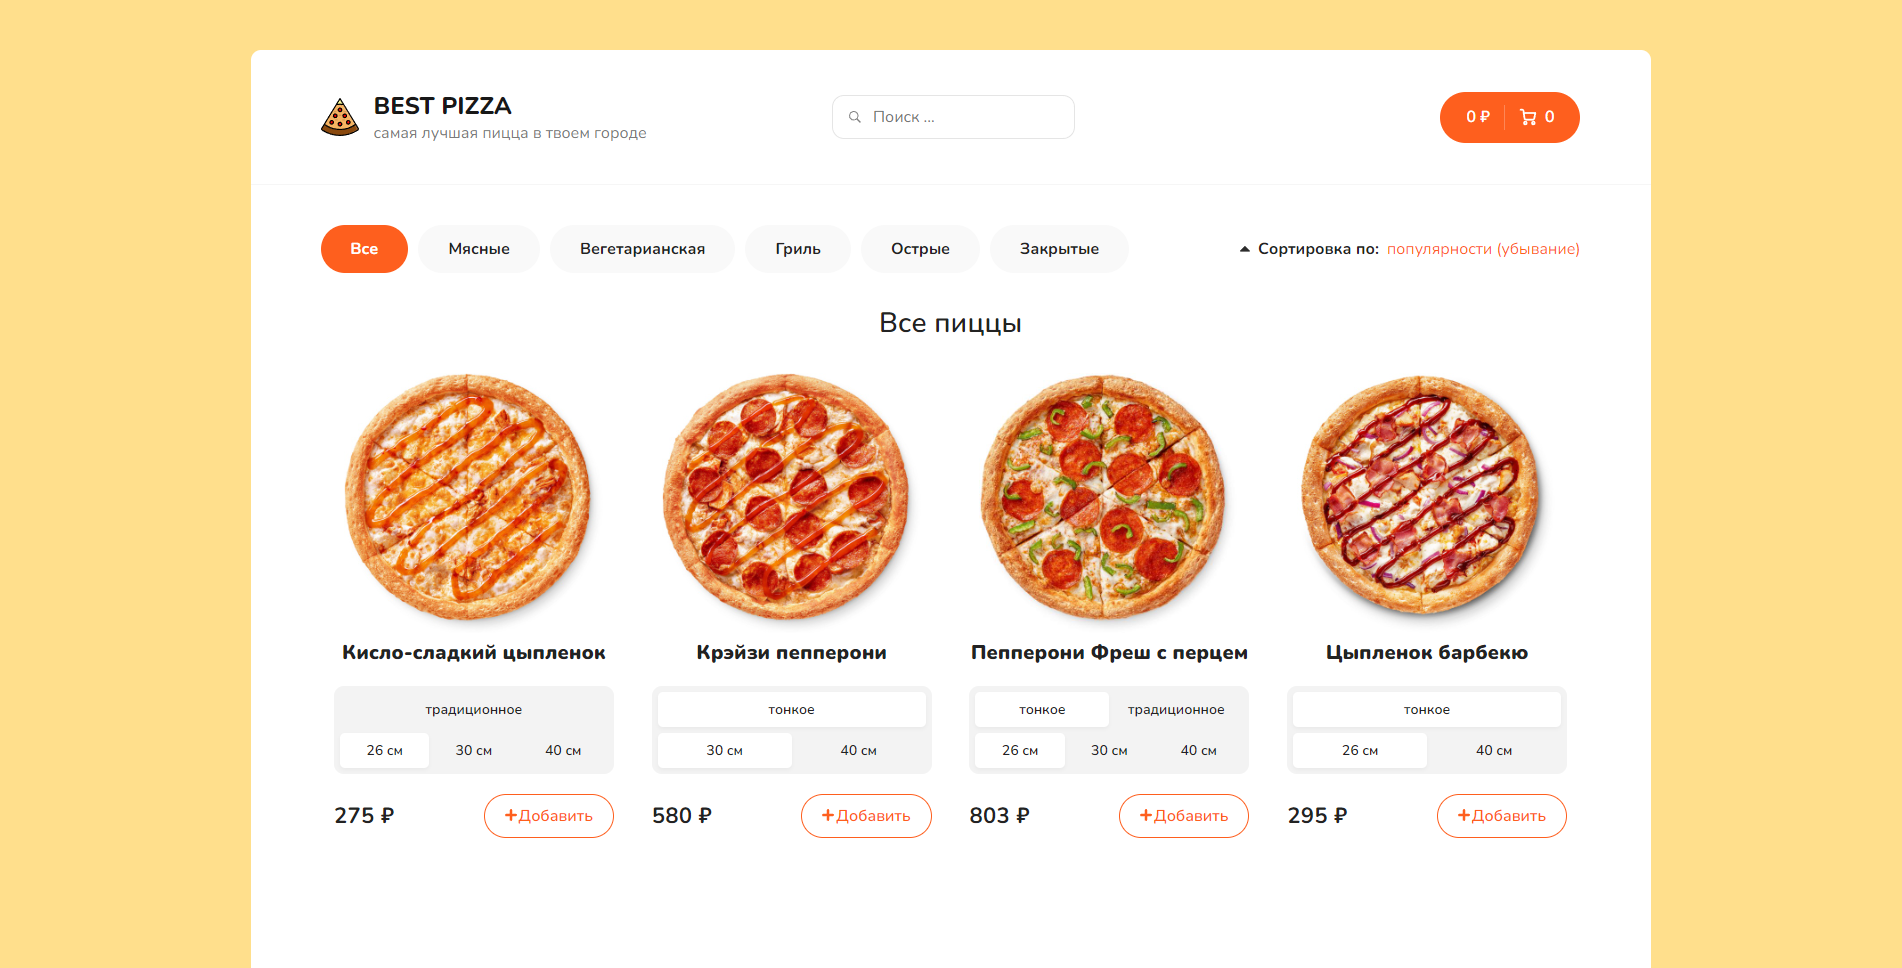 BEST PIZZA
самая лучшая пицца в твоем городе
Поиск ...
0 ₽ 0
Все Мясные Вегетарианская Гриль Острые Закрытые Сортировка по: популярности (убывание)
Все пиццы
Кисло-сладкий цыпленок
традиционное
26 см 30 см 40 см
275 ₽ +Добавить
Крэйзи пепперони
тонкое
30 см 40 см
580 ₽ +Добавить
Пепперони Фреш с перцем
тонкое традиционное
26 см 30 см 40 см
803 ₽ +Добавить
Цыпленок барбекю
тонкое
26 см 40 см
295 ₽ +Добавить